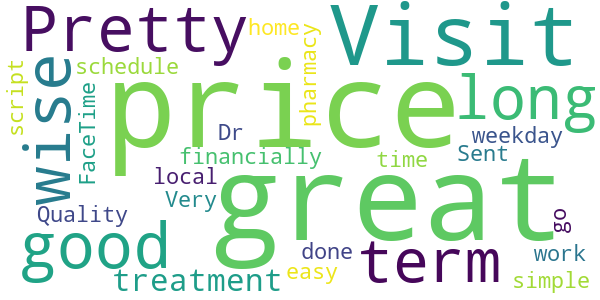 Pretty
home
Visit
script
schedule
wise
pharmacy
price
long
FaceTime
Dr
weekday
financially
time
Sent
great
local
Very
Quality
go
good
done
term
work
treatment
easy
simple